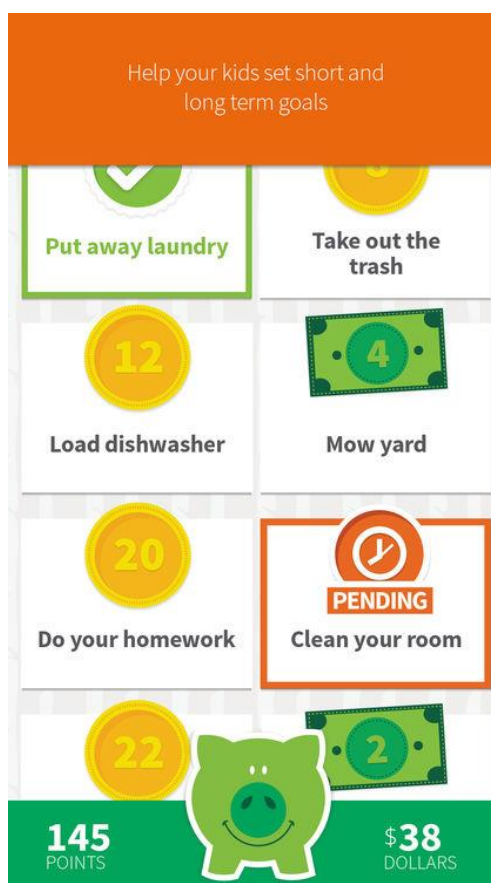 Help your kids set short and
long term goals
Put away laundry
Take out the
trash
12
4
Load dishwasher
Mow yard
20
PENDING
Do your homework
Clean your room
22
2
145
POINTS
$38
DOLLARS